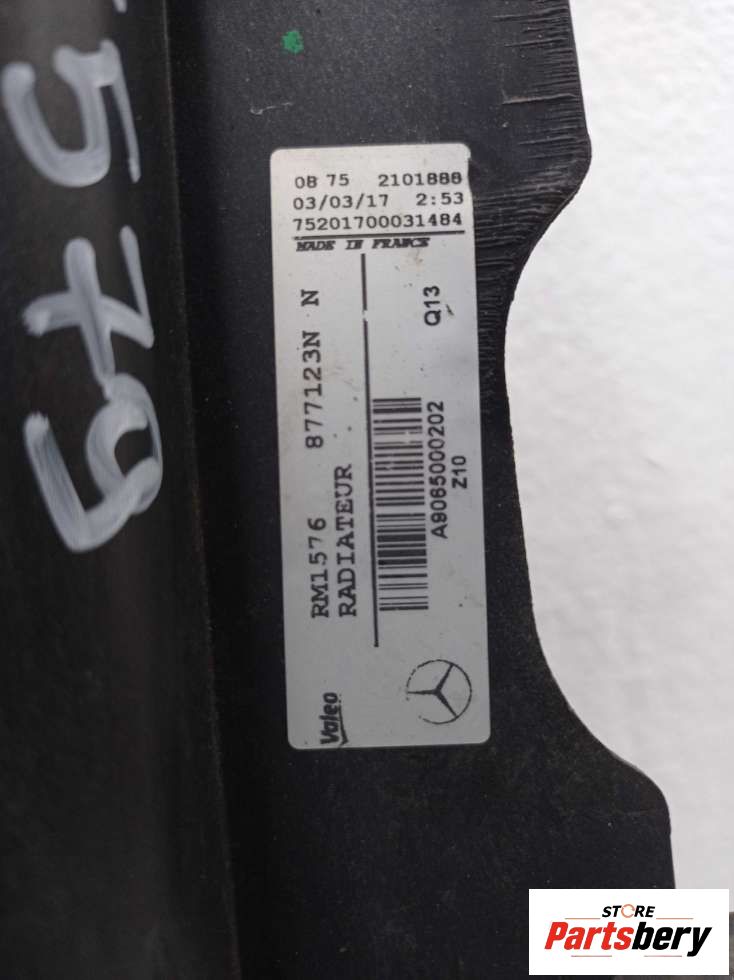 579
0B 75 2101888
03/03/17 2:53
75201700031484
MADE IN FRANCE
RM1576 877123N N
RADIATEUR
A9065000202 Q13
Z10
Valeo
STORE
Partsbery